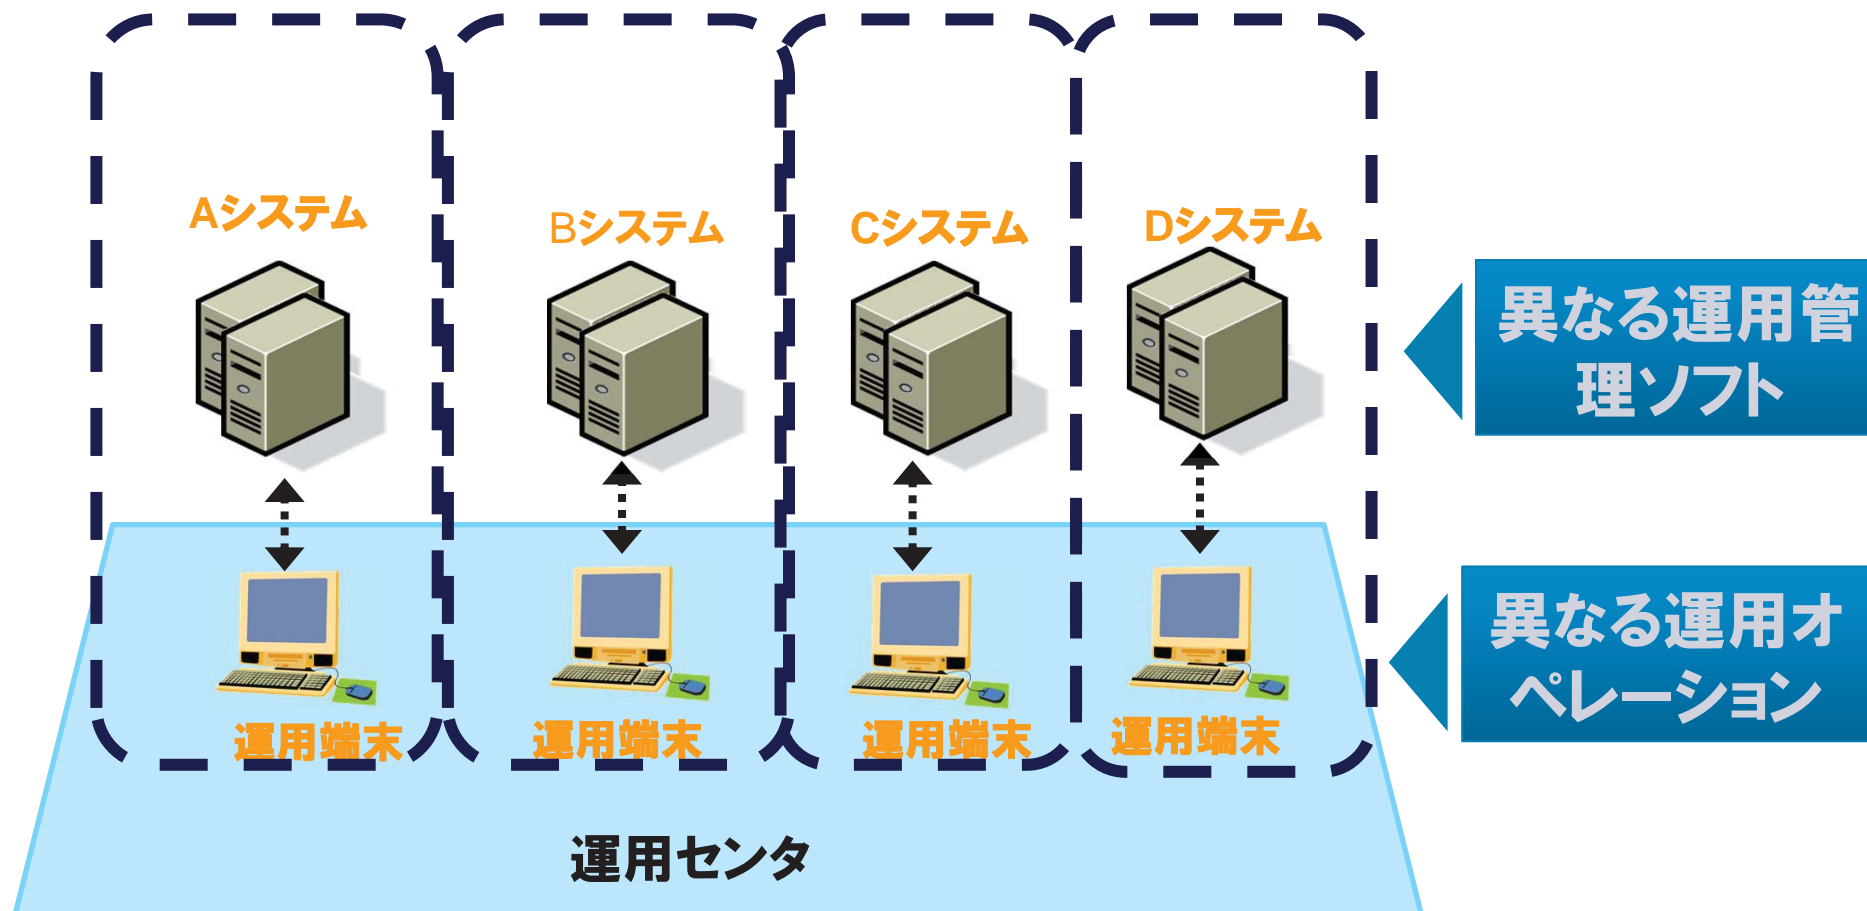 Aシステム
Bシステム
Cシステム
Dシステム
異なる運用管
理ソフト
運用端末
運用端末
運用端末
運用端末
異なる運用オ
ペレーション
運用センタ